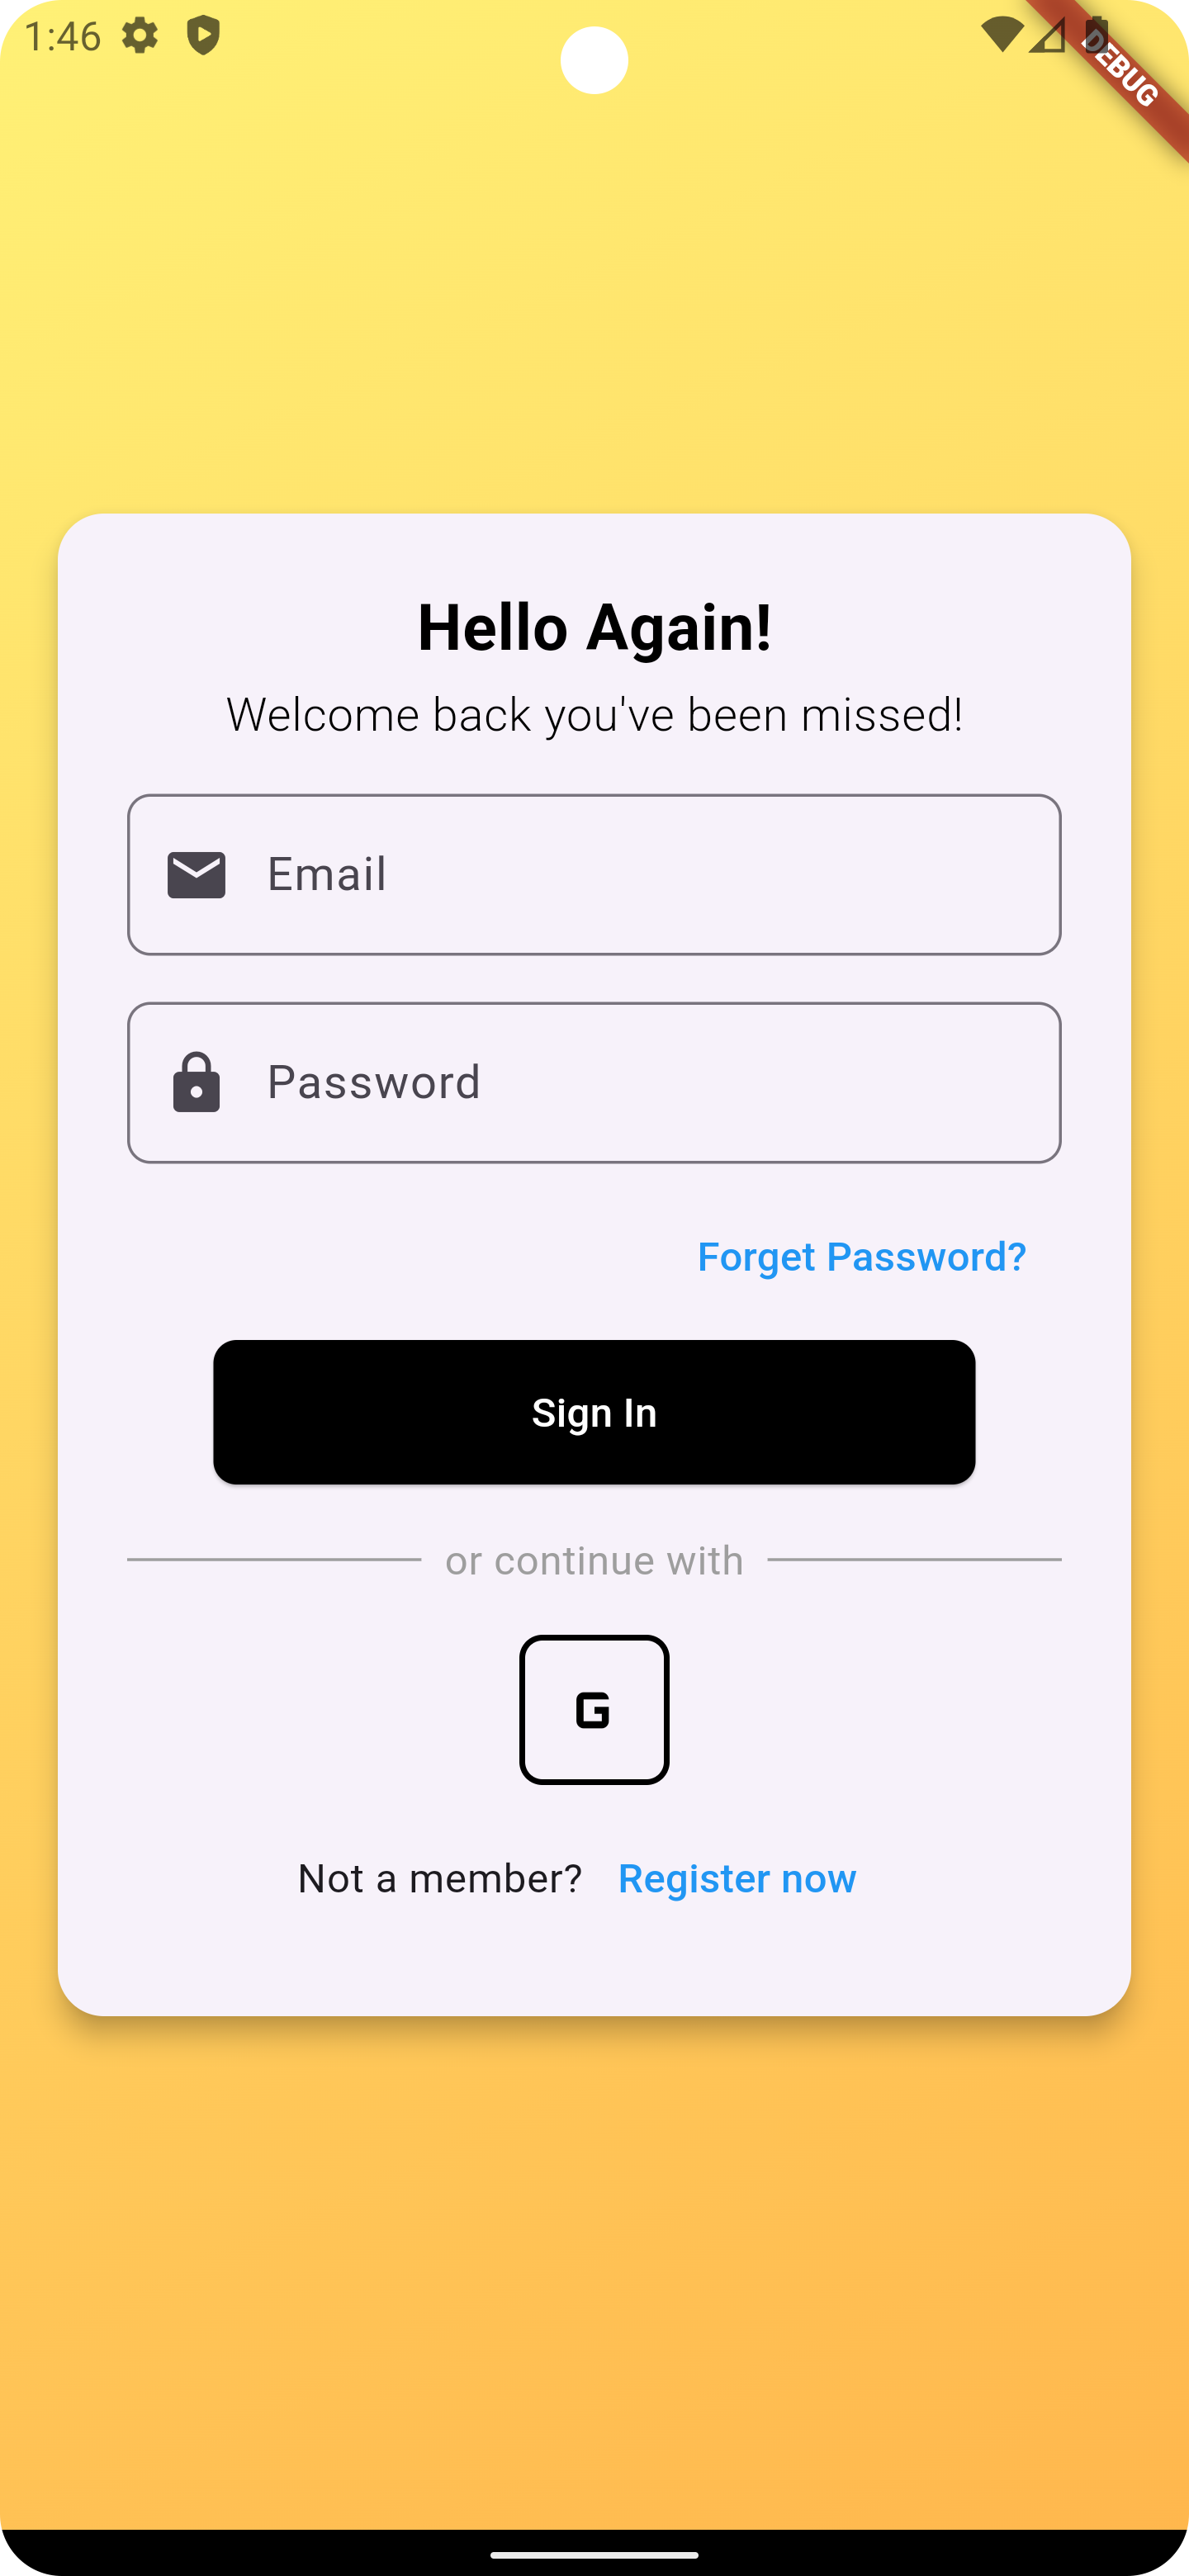 1:46
DEBUG
Hello Again!
Welcome back you've been missed!
Email
Password
Forget Password?
Sign In
or continue with
G
Not a member? Register now